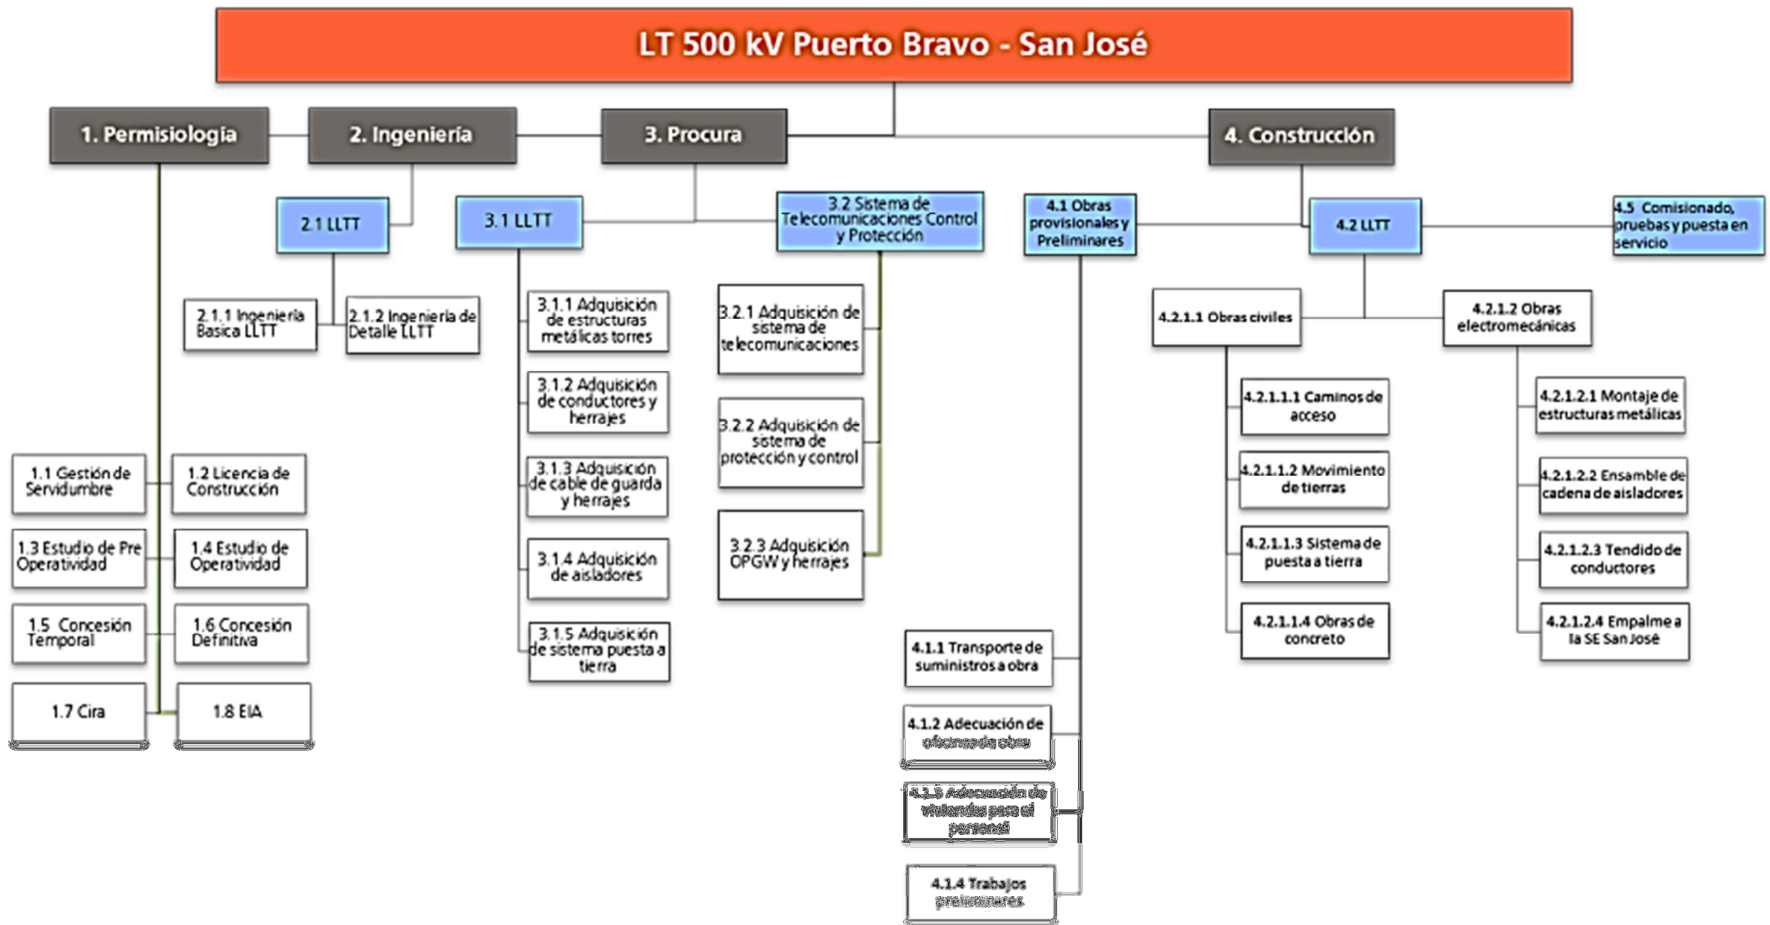 LT 500 kV Puerto Bravo - San José
1. Permisiología
2. Ingeniería
3. Procura
4. Construcción
2.1 LLTT
3.1 LLTT
3.2 Sistema de
Telecomunicaciones Control
y Protección
4.1 Obras
provisionales y
Preliminares
4.2 LLTT
4.5 Comisionado,
pruebas y puesta en
servicio
1.1 Gestión de
Servidumbre
1.2 Licencia de
Construcción
1.3 Estudio de Pre
Operatividad
1.4 Estudio de
Operatividad
1.5 Concesión
Temporal
1.6 Concesión
Definitiva
1.7 Cira
1.8 EIA
2.1.1 Ingeniería
Basica LLTT
2.1.2 Ingeniería de
Detalle LLTT
3.1.1 Adquisición
de estructuras
metálicas torres
3.1.2 Adquisición
de conductores y
herrajes
3.1.3 Adquisición
de cable de guarda
y herrajes
3.1.4 Adquisición
de aisladores
3.1.5 Adquisición
de sistema puesta a
tierra
3.2.1 Adquisición de
sistema de
telecomunicaciones
3.2.2 Adquisición de
sistema de
protección y control
3.2.3 Adquisición
OPGW y herrajes
4.1.1 Transporte de
suministros a obra
4.1.2 Adecuación de
oficinas de obra
4.1.3 Adecuación de
viviendas para el
personal
4.1.4 Trabajos
preliminares
4.2.1.1 Obras civiles
4.2.1.2 Obras
electromecánicas
4.2.1.1.1 Caminos de
acceso
4.2.1.1.2 Movimiento
de tierras
4.2.1.1.3 Sistema de
puesta a tierra
4.2.1.1.4 Obras de
concreto
4.2.1.2.1 Montaje de
estructuras metálicas
4.2.1.2.2 Ensamble de
cadena de aisladores
4.2.1.2.3 Tendido de
conductores
4.2.1.2.4 Empalme a
la SE San José